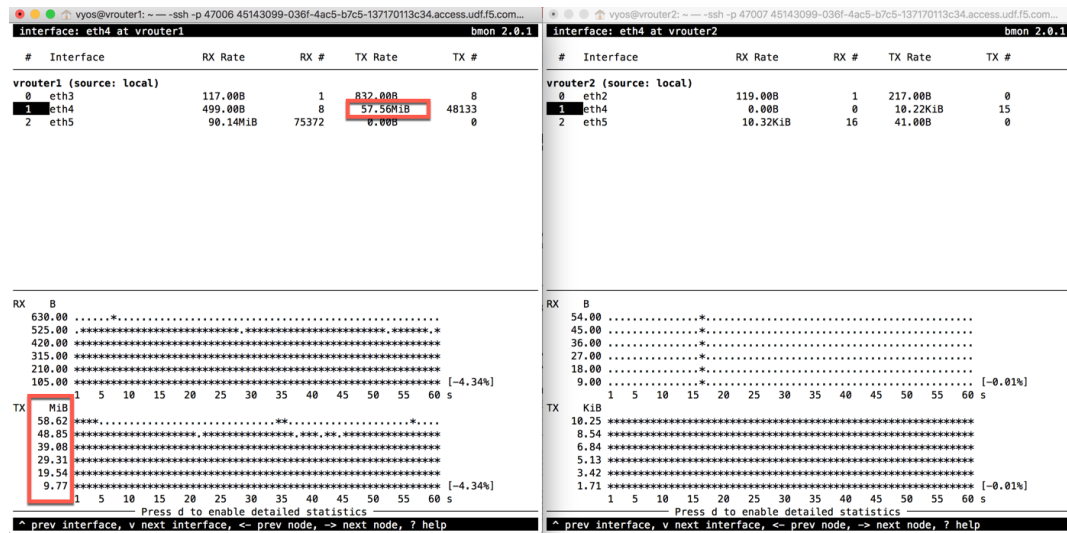 vyos@vrouter1: ~ — -ssh -p 47006 45143099-036f-4ac5-b7c5-137170113c34.access.udf.f5.com...
interface: eth4 at vrouter1 bmon 2.0.1
# Interface RX Rate RX # TX Rate TX #
vrouter1 (source: local)
0 eth3 117.00B 1 832.00B 8
1 eth4 499.00B 8 57.56MiB 48133
2 eth5 90.14MiB 75372 0.00B 0
RX B
630.00 ......*.....................................................
525.00 .**************************.***********************.******.*
420.00 ************************************************************
315.00 ************************************************************
210.00 ************************************************************
105.00 ************************************************************ [-4.34%]
1 5 10 15 20 25 30 35 40 45 50 55 60 s
TX MiB
58.62 ****.............................**....................*....
48.85 ********************.***************.***.**.****************
39.08 ************************************************************
29.31 ************************************************************
19.54 ************************************************************
9.77 ************************************************************ [-4.34%]
1 5 10 15 20 25 30 35 40 45 50 55 60 s
Press d to enable detailed statistics
^ prev interface, v next interface, <- prev node, -> next node, ? help
vyos@vrouter2: ~ — -ssh -p 47007 45143099-036f-4ac5-b7c5-137170113c34.access.udf.f5.com...
interface: eth4 at vrouter2 bmon 2.0.1
# Interface RX Rate RX # TX Rate TX #
vrouter2 (source: local)
0 eth2 119.00B 1 217.00B 0
1 eth4 0.00B 0 10.22KiB 15
2 eth5 10.32KiB 16 41.00B 0
RX B
54.00 ...............*............................................
45.00 ...............*............................................
36.00 ...............*............................................
27.00 ...............*............................................
18.00 ...............*............................................
9.00 ...............*............................................ [-0.01%]
1 5 10 15 20 25 30 35 40 45 50 55 60 s
TX KiB
10.25 ************************************************************
8.54 ************************************************************
6.84 ************************************************************
5.13 ************************************************************
3.42 ************************************************************
1.71 ************************************************************ [-0.01%]
1 5 10 15 20 25 30 35 40 45 50 55 60 s
Press d to enable detailed statistics
^ prev interface, v next interface, <- prev node, -> next node, ? help